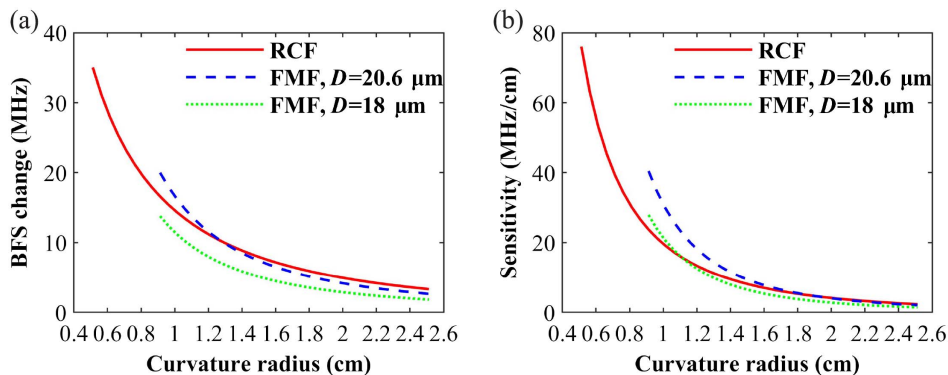 (a)
BFS change (MHz)
40
30
20
10
0
RCF
FMF, D=20.6 μm
FMF, D=18 μm
0.4 0.6 0.8 1 1.2 1.4 1.6 1.8 2 2.2 2.4 2.6
Curvature radius (cm)
(b)
Sensitivity (MHz/cm)
80
60
40
20
0
RCF
FMF, D=20.6 μm
FMF, D=18 μm
0.4 0.6 0.8 1 1.2 1.4 1.6 1.8 2 2.2 2.4 2.6
Curvature radius (cm)